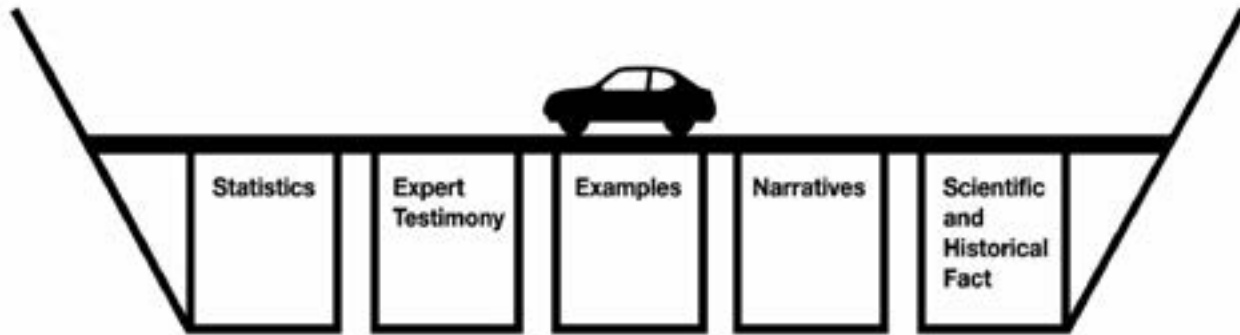 Statistics
Expert
Testimony
Examples
Narratives
Scientific
and
Historical
Fact